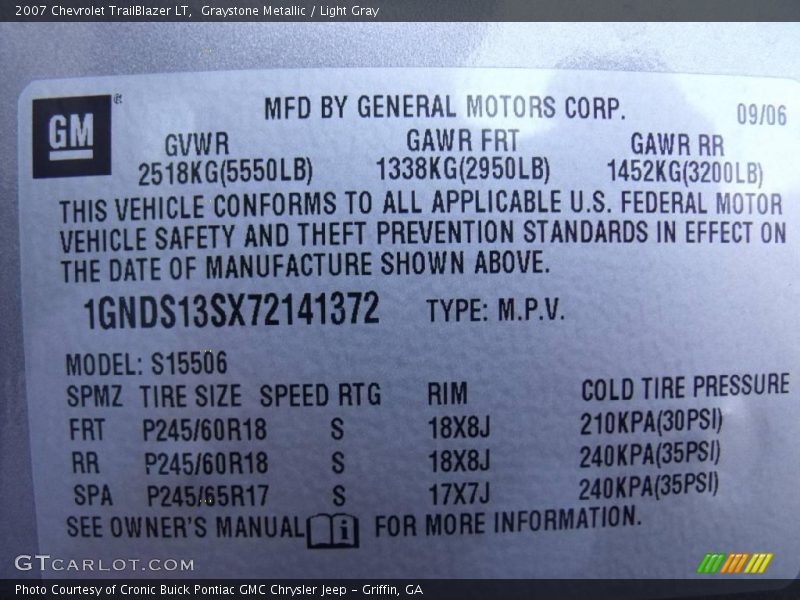 2007 Chevrolet TrailBlazer LT,  Graystone Metallic / Light Gray
GM
MFD BY GENERAL MOTORS CORP.
09/06
GVWR GAWR FRT GAWR RR
2518KG(5550LB) 1338KG(2950LB) 1452KG(3200LB)
THIS VEHICLE CONFORMS TO ALL APPLICABLE U.S. FEDERAL MOTOR
VEHICLE SAFETY AND THEFT PREVENTION STANDARDS IN EFFECT ON
THE DATE OF MANUFACTURE SHOWN ABOVE.
1GNDS13SX72141372 TYPE: M.P.V.
MODEL: S15506
SPMZ TIRE SIZE SPEED RTG RIM COLD TIRE PRESSURE
FRT P245/60R18 S 18X8J 210KPA(30PSI)
RR P245/60R18 S 18X8J 240KPA(35PSI)
SPA P245/65R17 S 17X7J 240KPA(35PSI)
SEE OWNER'S MANUAL i FOR MORE INFORMATION.
GTCARLOT.COM
Photo Courtesy of Cronic Buick Pontiac GMC Chrysler Jeep - Griffin, GA